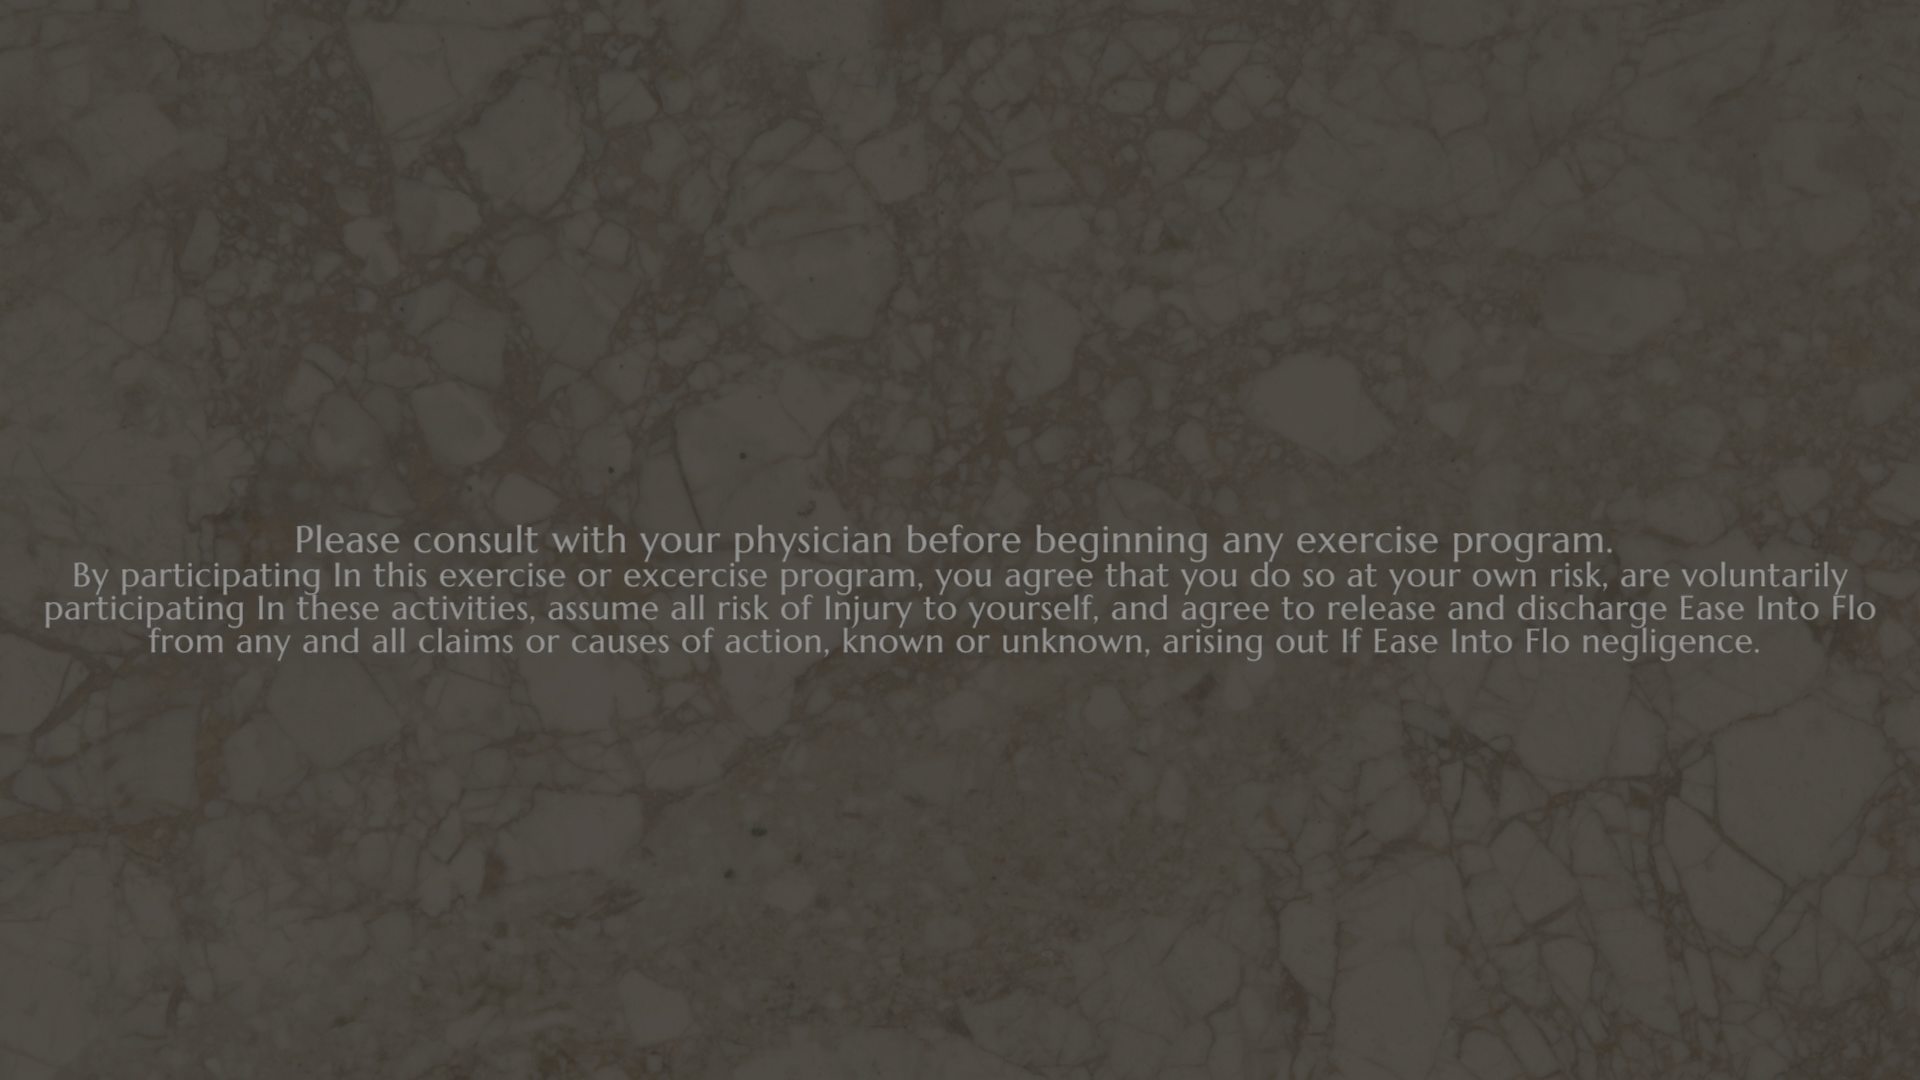 Please consult with your physician before beginning any exercise program.
By participating In this exercise or excercise program, you agree that you do so at your own risk, are voluntarily
participating In these activities, assume all risk of Injury to yourself, and agree to release and discharge Ease Into Flo
from any and all claims or causes of action, known or unknown, arising out If Ease Into Flo negligence.